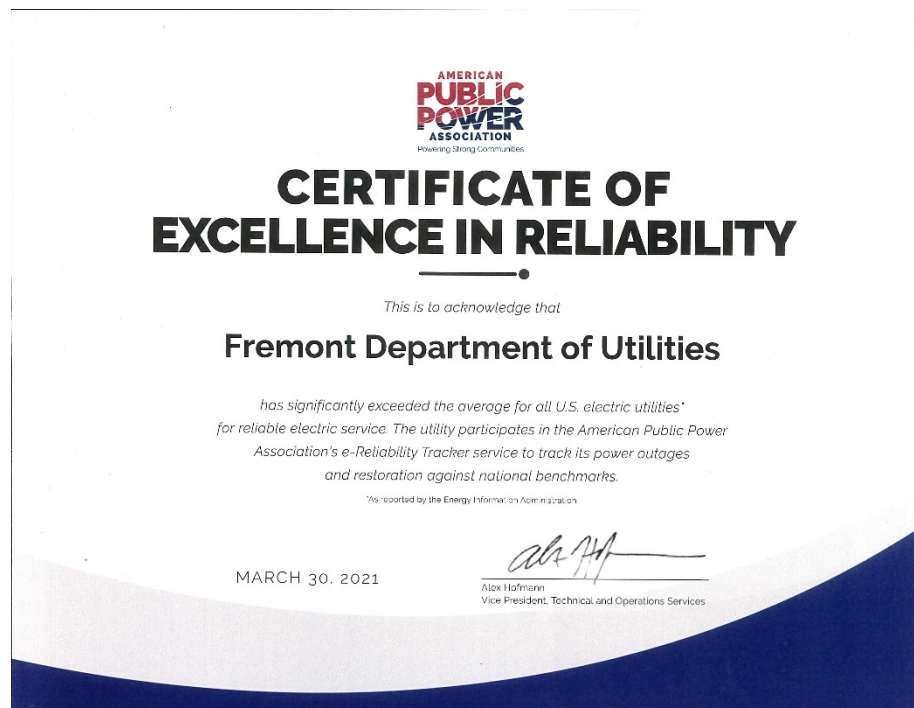 AMERICAN
PUBLIC
POWER
ASSOCIATION
Powering Strong Communities
CERTIFICATE OF
EXCELLENCE IN RELIABILITY
This is to acknowledge that
Fremont Department of Utilities
has significantly exceeded the average for all U.S. electric utilities*
for reliable electric service. The utility participates in the American Public Power
Association's e-Reliability Tracker service to track its power outages
and restoration against national benchmarks.
*As reported by the Energy Information Administration
MARCH 30. 2021
Alex Hofmann
Vice President, Technical and Operations Services